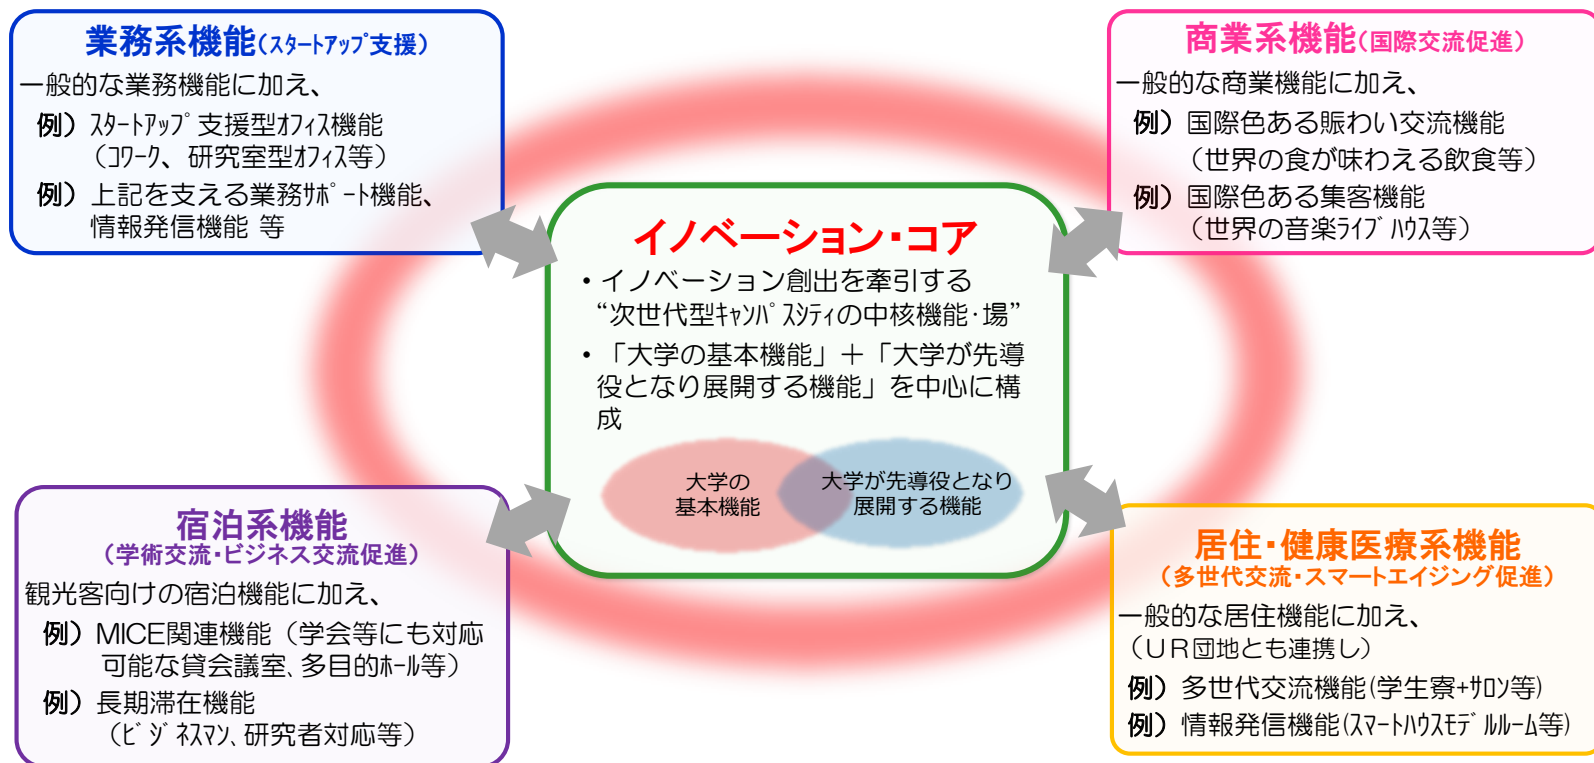 業務系機能(スタートアップ支援)
一般的な業務機能に加え、
例）ｽﾀｰﾄｱｯﾌﾟ支援型ｵﾌｨｽ機能
（ｺﾜｰｸ、研究室型ｵﾌｨｽ等）
例）上記を支える業務ｻﾎﾟｰﾄ機能、
情報発信機能 等
商業系機能(国際交流促進)
一般的な商業機能に加え、
例）国際色ある賑わい交流機能
（世界の食が味わえる飲食等）
例）国際色ある集客機能
（世界の音楽ﾗｲﾌﾞﾊｳｽ等）
イノベーション・コア
・イノベーション創出を牽引する
“次世代型ｷｬﾝﾊﾟｽｼﾃｨの中核機能･場”
・「大学の基本機能」＋「大学が先導
役となり展開する機能」を中心に構
成
大学の
基本機能
大学が先導役となり
展開する機能
宿泊系機能
(学術交流・ビジネス交流促進)
観光客向けの宿泊機能に加え、
例）MICE関連機能（学会等にも対応
可能な貸会議室、多目的ﾎｰﾙ等）
例）長期滞在機能
（ﾋﾞｼﾞﾈｽﾏﾝ、研究者対応等）
居住・健康医療系機能
(多世代交流・スマートエイジング促進)
一般的な居住機能に加え、
（ＵＲ団地とも連携し）
例）多世代交流機能(学生寮+ｻﾛﾝ等)
例）情報発信機能(ｽﾏｰﾄﾊｳｽﾓﾃﾞﾙﾙｰﾑ等)